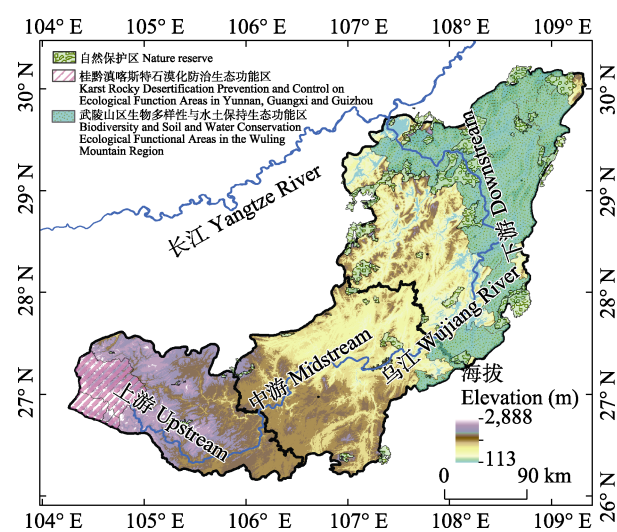 104° E 105° E 106° E 107° E 108° E 109° E
自然保护区 Nature reserve
桂黔滇喀斯特石漠化防治生态功能区
Karst Rocky Desertification Prevention and Control on
Ecological Function Areas in Yunnan, Guangxi and Guizhou
武陵山区生物多样性与水土保持生态功能区
Biodiversity and Soil and Water Conservation
Ecological Functional Areas in the Wuling
Mountain Region
30° N
30° N
29° N
29° N
28° N
28° N
27° N
27° N
26° N
长江 Yangtze River
下游 Downstream
乌江 Wujiang River
中游 Midstream
上游 Upstream
海拔
Elevation (m)
2,888
113
0 90 km
104° E 105° E 106° E 107° E 108° E 109° E